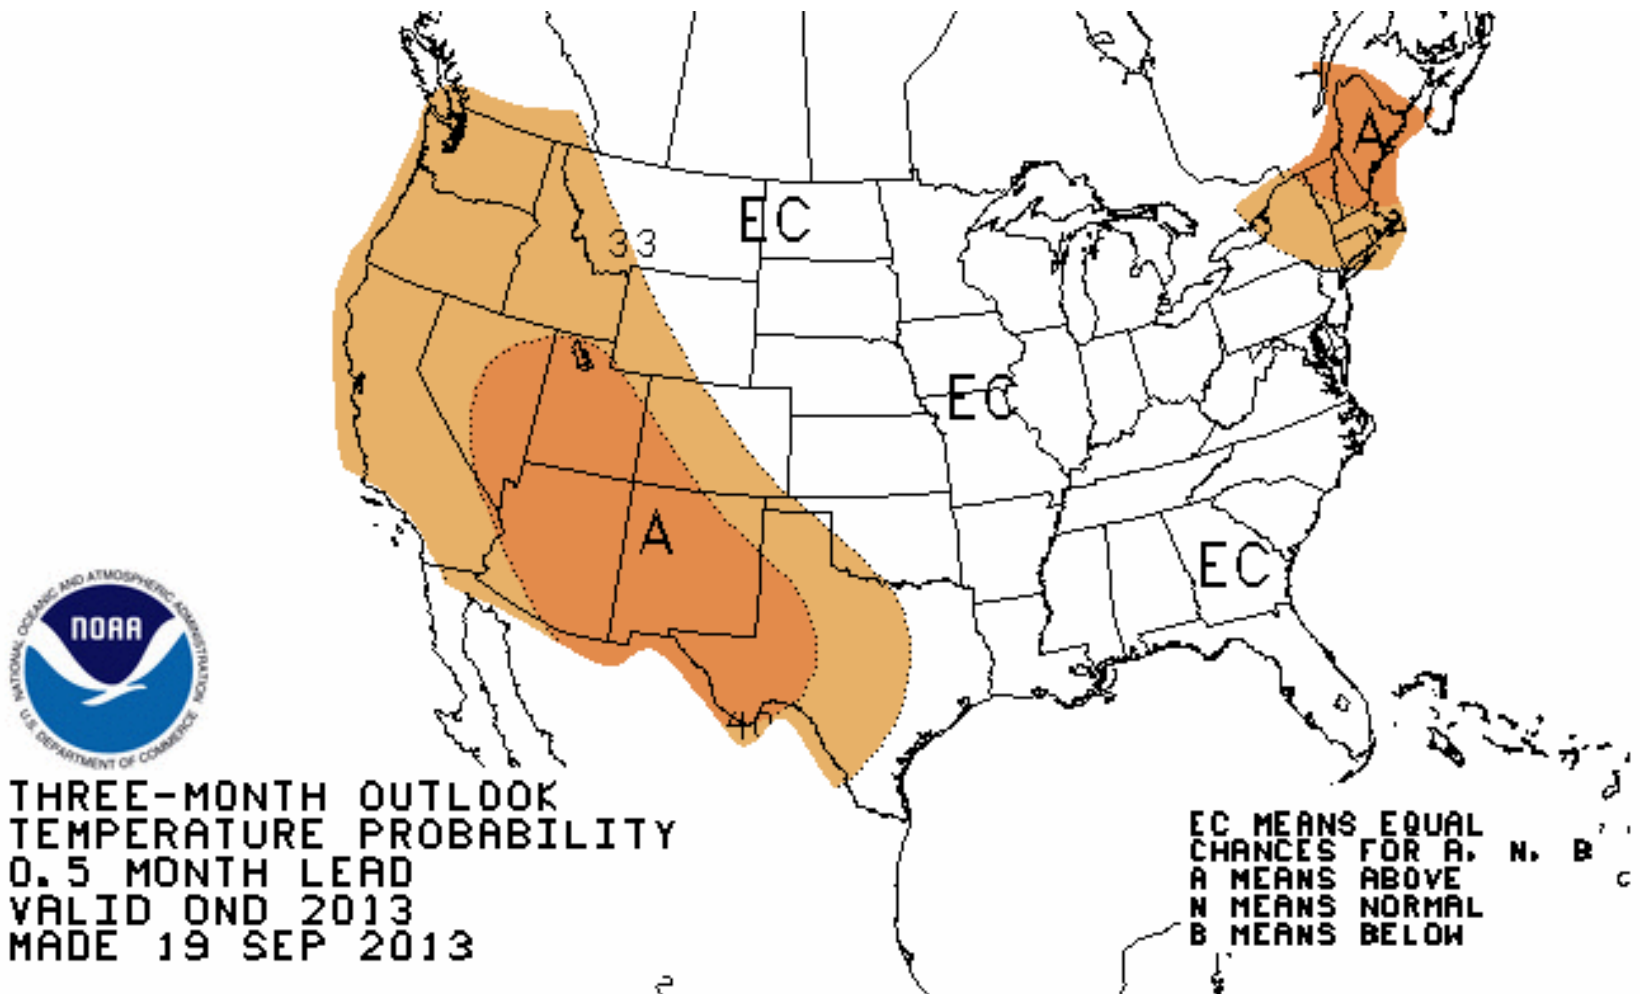 A
EC
33
EC
A
EC
NATIONAL OCEANIC AND ATMOSPHERIC ADMINISTRATION
NOAA
U.S. DEPARTMENT OF COMMERCE
THREE-MONTH OUTLOOK
TEMPERATURE PROBABILITY
0.5 MONTH LEAD
VALID OND 2013
MADE 19 SEP 2013
EC MEANS EQUAL
CHANCES FOR A, N, B
A MEANS ABOVE
N MEANS NORMAL
B MEANS BELOW